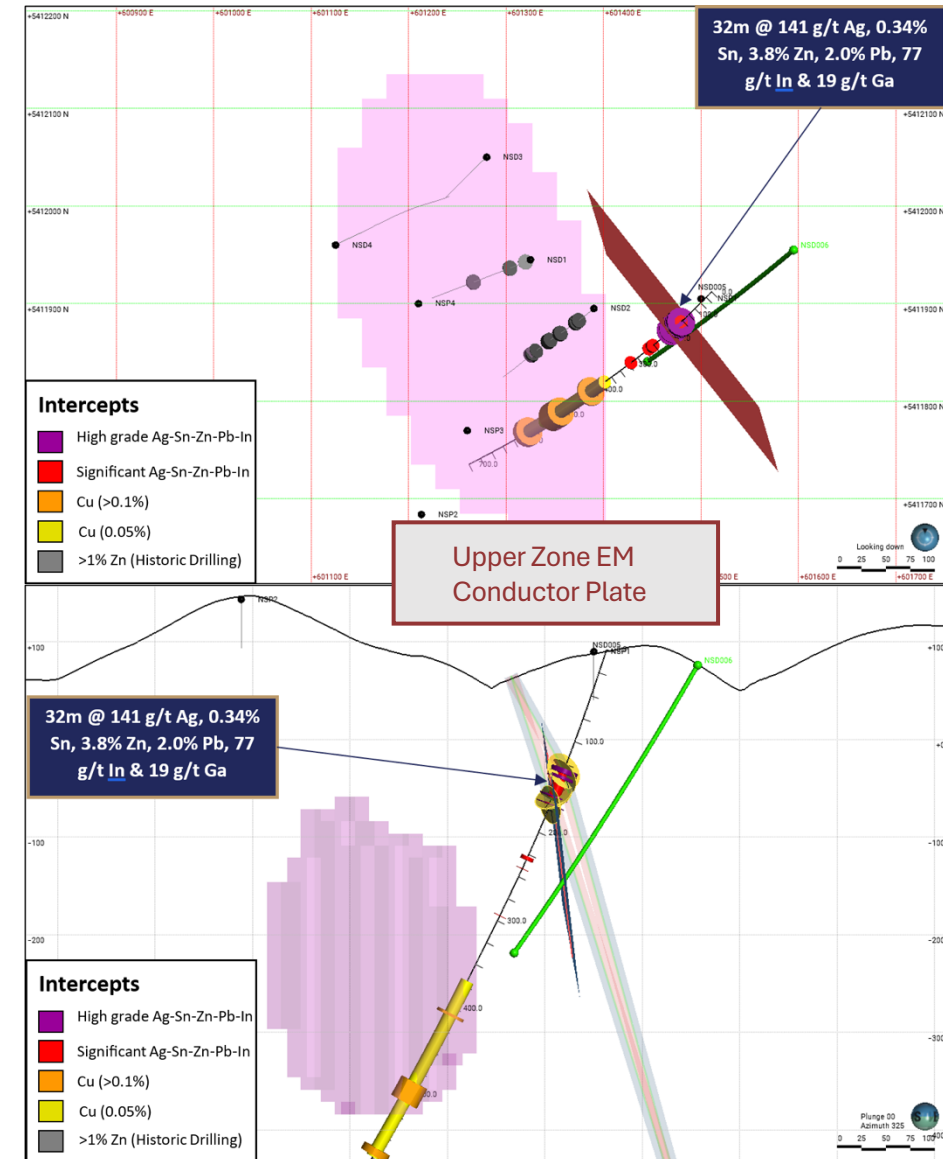 +5412200 N
+600900 E
+601000 E
+601100 E
+601200 E
+601300 E
+601400 E
32m @ 141 g/t Ag, 0.34%
Sn, 3.8% Zn, 2.0% Pb, 77
g/t In & 19 g/t Ga
+5412100 N
+5412100 N
NSD3
+5412000 N
+5412000 N
NSD4
NSD006
NSD1
NSD005
NSP4
+5411900 N
NSD2
+5411900 N
+5411800 N
NSP3
700.0
+5411700 N
NSP2
Intercepts
High grade Ag-Sn-Zn-Pb-In
Significant Ag-Sn-Zn-Pb-In
Cu (>0.1%)
Cu (0.05%)
>1% Zn (Historic Drilling)
Looking down
0 25 50 75 100
+601100 E
+601600 E
+601700 E
Upper Zone EM
Conductor Plate
NSP2
+100
+100
NSD005
NSP1
NSD006
32m @ 141 g/t Ag, 0.34%
Sn, 3.8% Zn, 2.0% Pb, 77
g/t In & 19 g/t Ga
100.0
-100
-100
300.0
-200
-200
400.0
-300
Intercepts
High grade Ag-Sn-Zn-Pb-In
Significant Ag-Sn-Zn-Pb-In
Cu (>0.1%)
Cu (0.05%)
>1% Zn (Historic Drilling)
Plunge 00
Azimuth 325
0 25 50 75 100